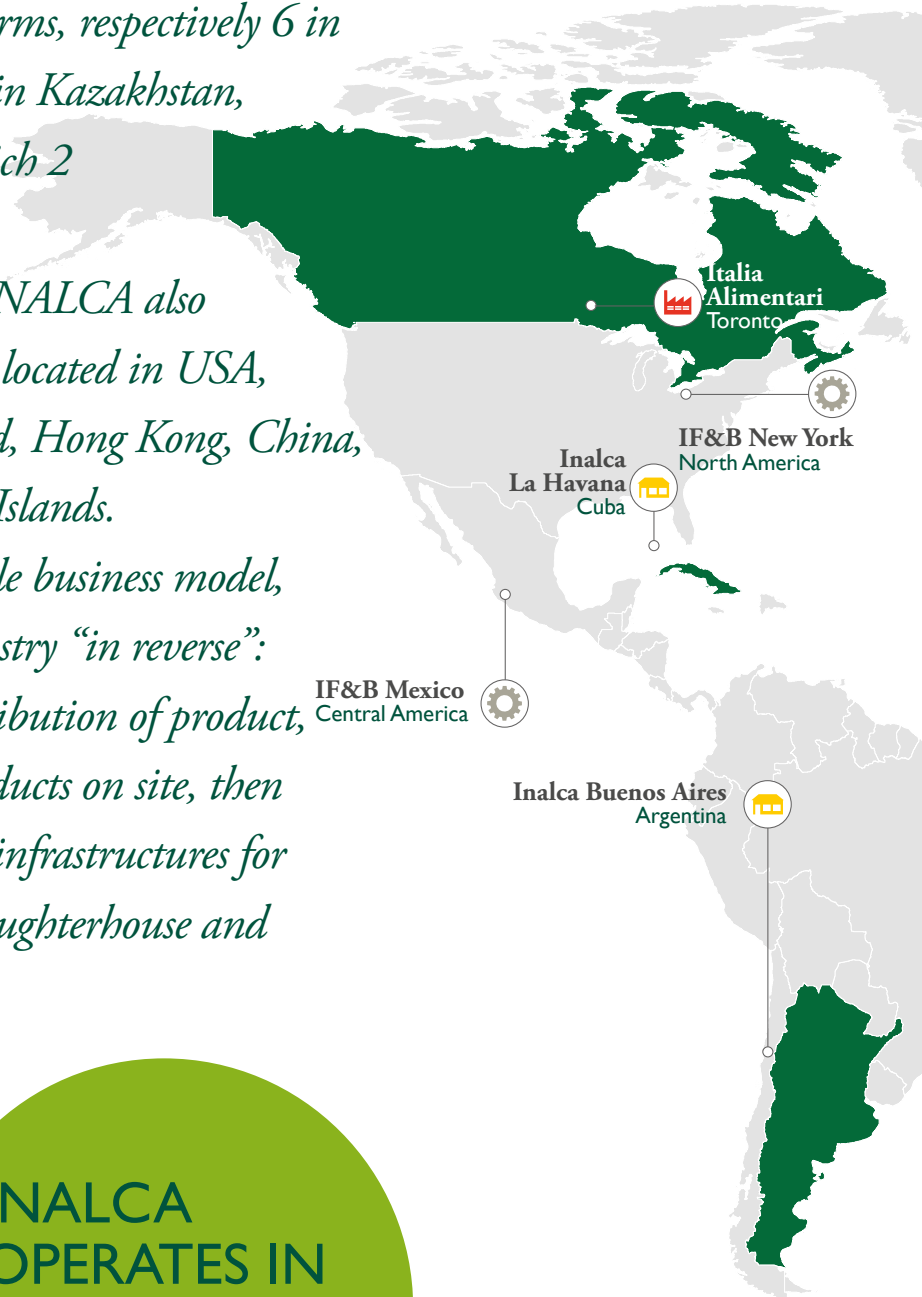 rms, respectively 6 in
in Kazakhstan,
ch 2
NALCA also
located in USA,
d, Hong Kong, China,
Islands.
le business model,
stry “in reverse”:
ibution of product,
ducts on site, then
infrastructures for
ughterhouse and
Italia
Alimentari
Toronto
IF&B New York
North America
Inalca
La Havana
Cuba
IF&B Mexico
Central America
Inalca Buenos Aires
Argentina
NALCA
OPERATES IN